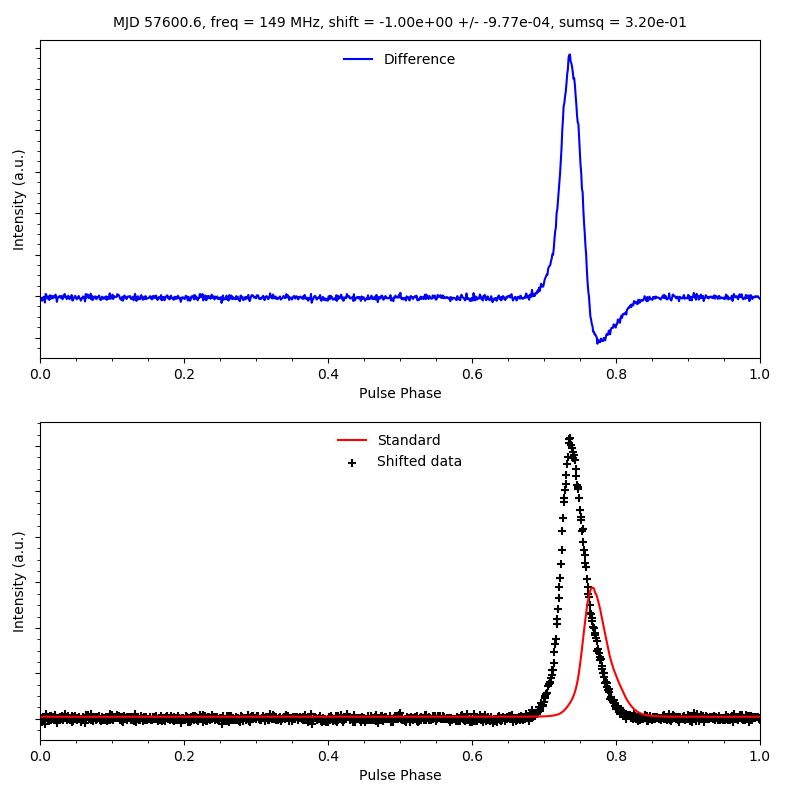 MJD 57600.6, freq = 149 MHz, shift = -1.00e+00 +/- -9.77e-04, sumsq = 3.20e-01
Difference
Intensity (a.u.)
0.0 0.2 0.4 0.6 0.8 1.0
Pulse Phase
Standard
Shifted data
Intensity (a.u.)
0.0 0.2 0.4 0.6 0.8 1.0
Pulse Phase